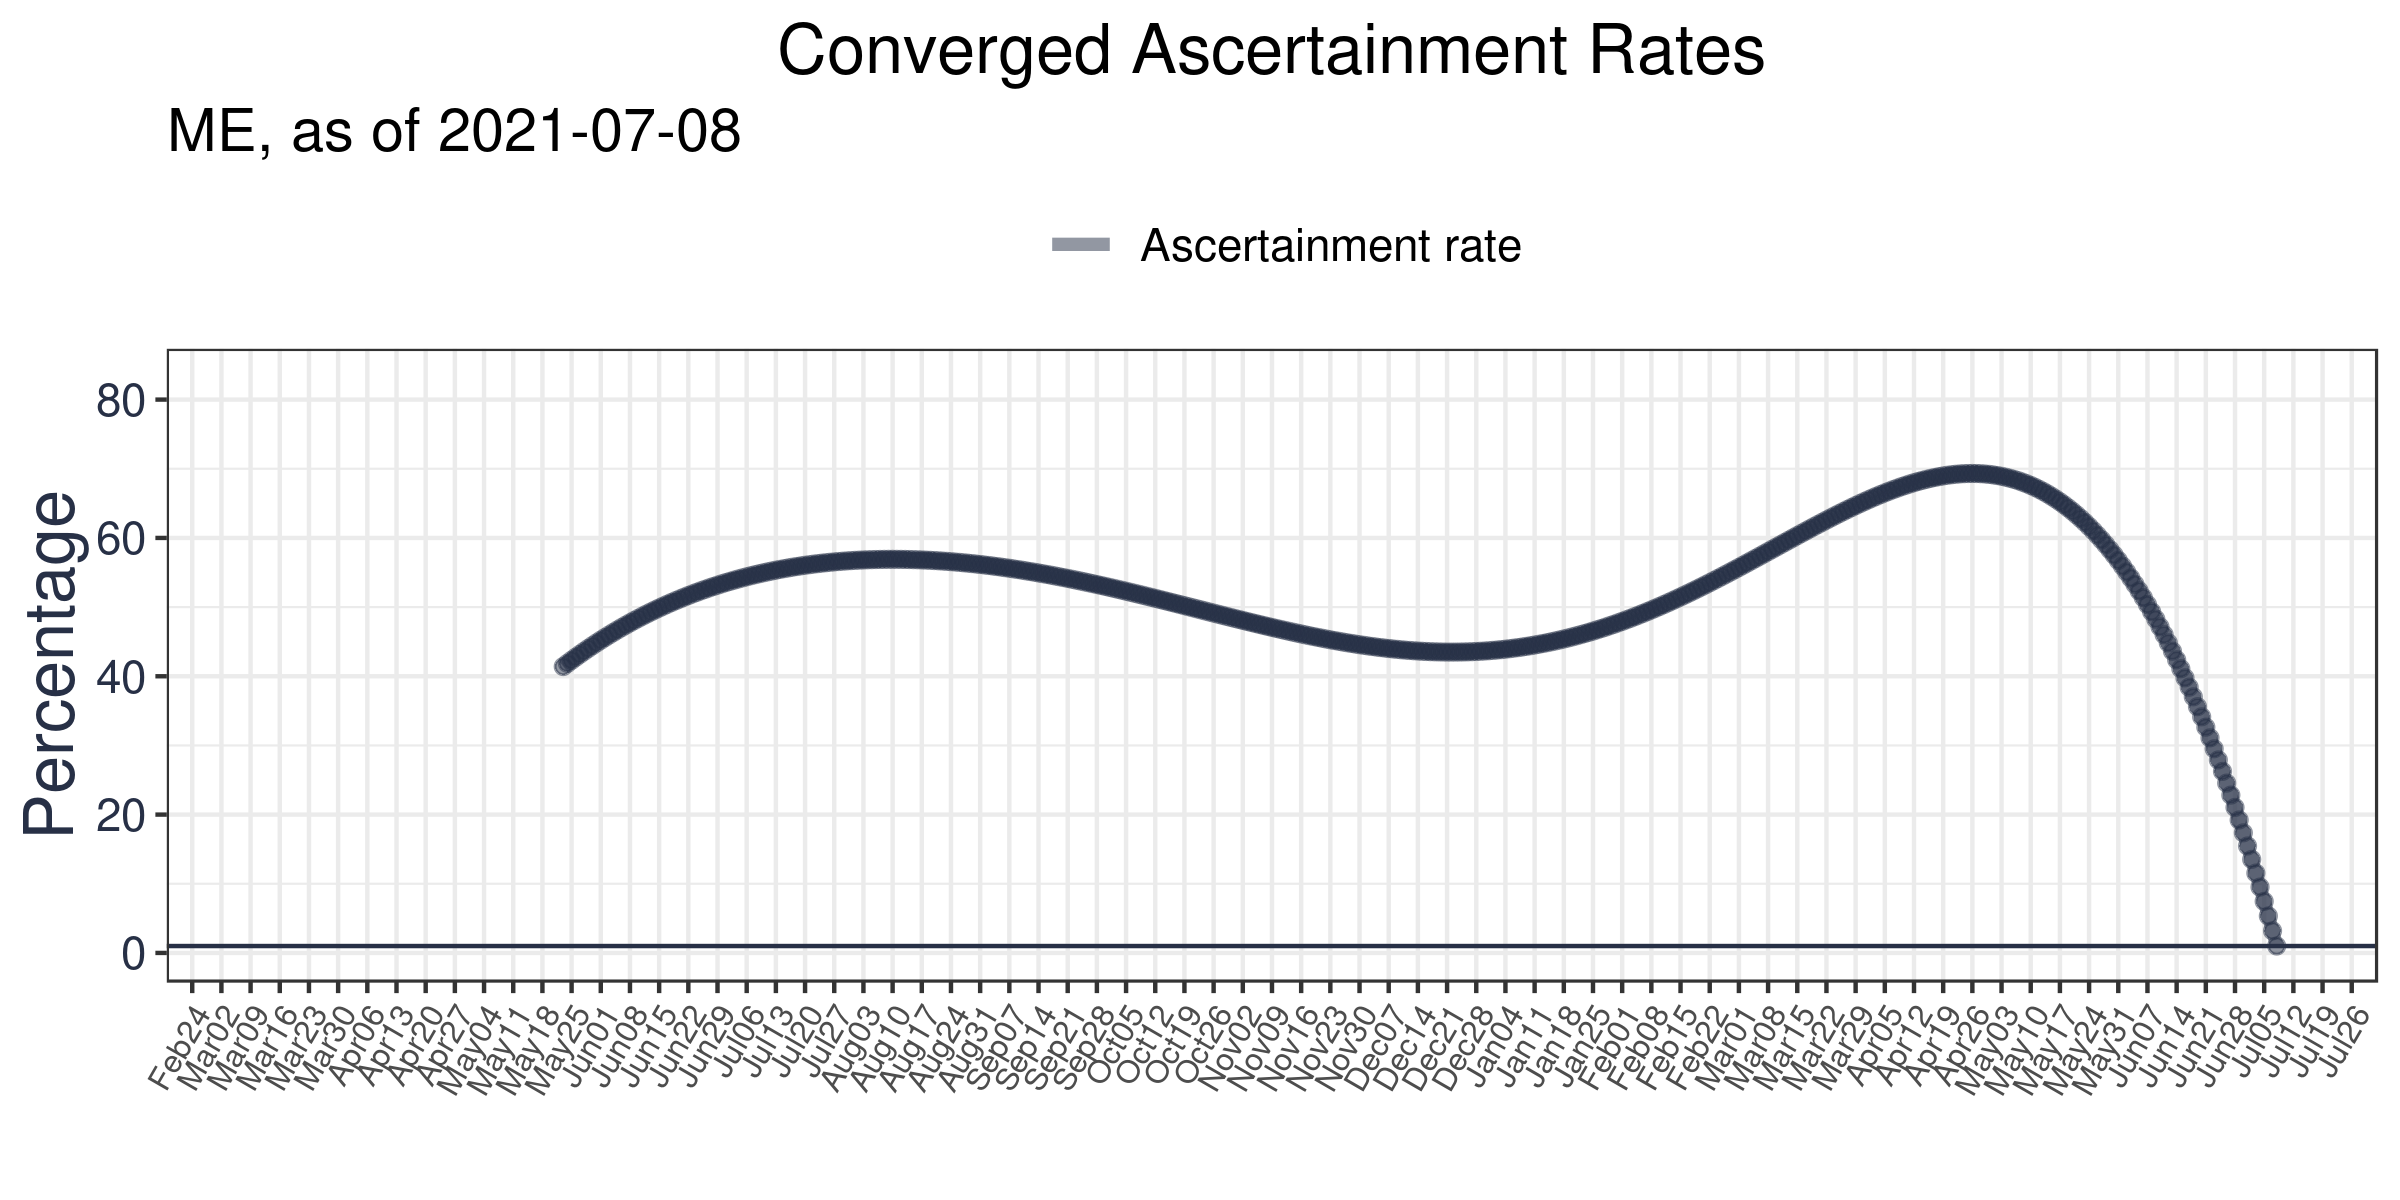 Converged Ascertainment Rates
ME, as of 2021-07-08
Ascertainment rate
Percentage
80
60
40
20
0
Feb24 Mar02 Mar09 Mar16 Mar23 Mar30 Apr06 Apr13 Apr20 Apr27 May04 May11 May18 May25 Jun01 Jun08 Jun15 Jun22 Jun29 Jul06 Jul13 Jul20 Jul27 Aug03 Aug10 Aug17 Aug24 Aug31 Sep07 Sep14 Sep21 Sep28 Oct05 Oct12 Oct19 Oct26 Nov02 Nov09 Nov16 Nov23 Nov30 Dec07 Dec14 Dec21 Dec28 Jan04 Jan11 Jan18 Jan25 Feb01 Feb08 Feb15 Feb22 Mar01 Mar08 Mar15 Mar22 Mar29 Apr05 Apr12 Apr19 Apr26 May03 May10 May17 May24 May31 Jun07 Jun14 Jun21 Jun28 Jul05 Jul12 Jul19 Jul26